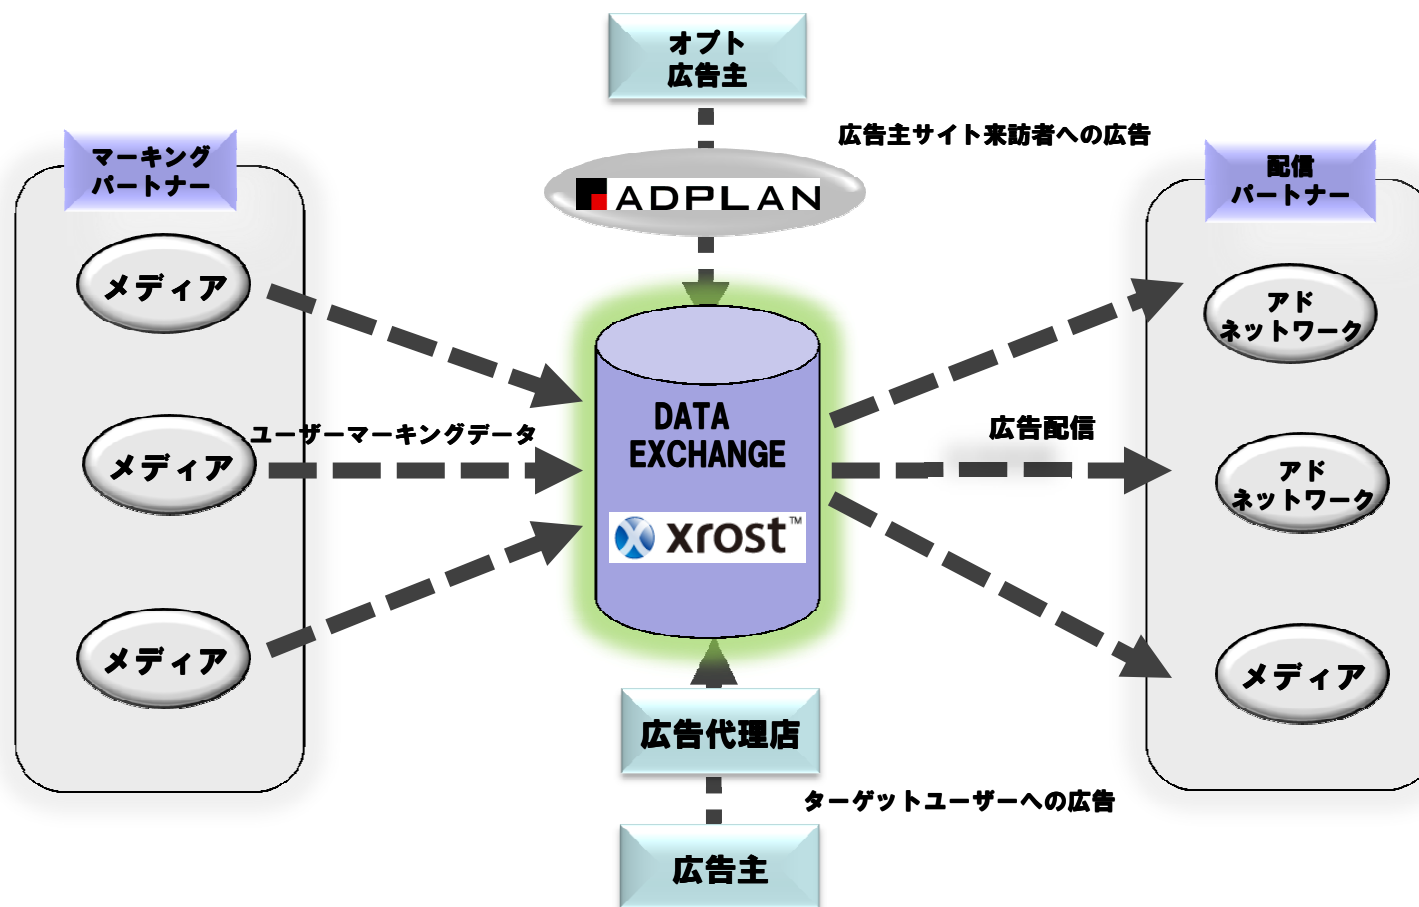 オプト
広告主
広告主サイト来訪者への広告
マーキング
パートナー
配信
パートナー
ADPLAN
メディア
アド
ネットワーク
DATA
EXCHANGE
ユーザーマーキングデータ
広告配信
メディア
アド
ネットワーク
xrost™
メディア
メディア
広告代理店
ターゲットユーザーへの広告
広告主